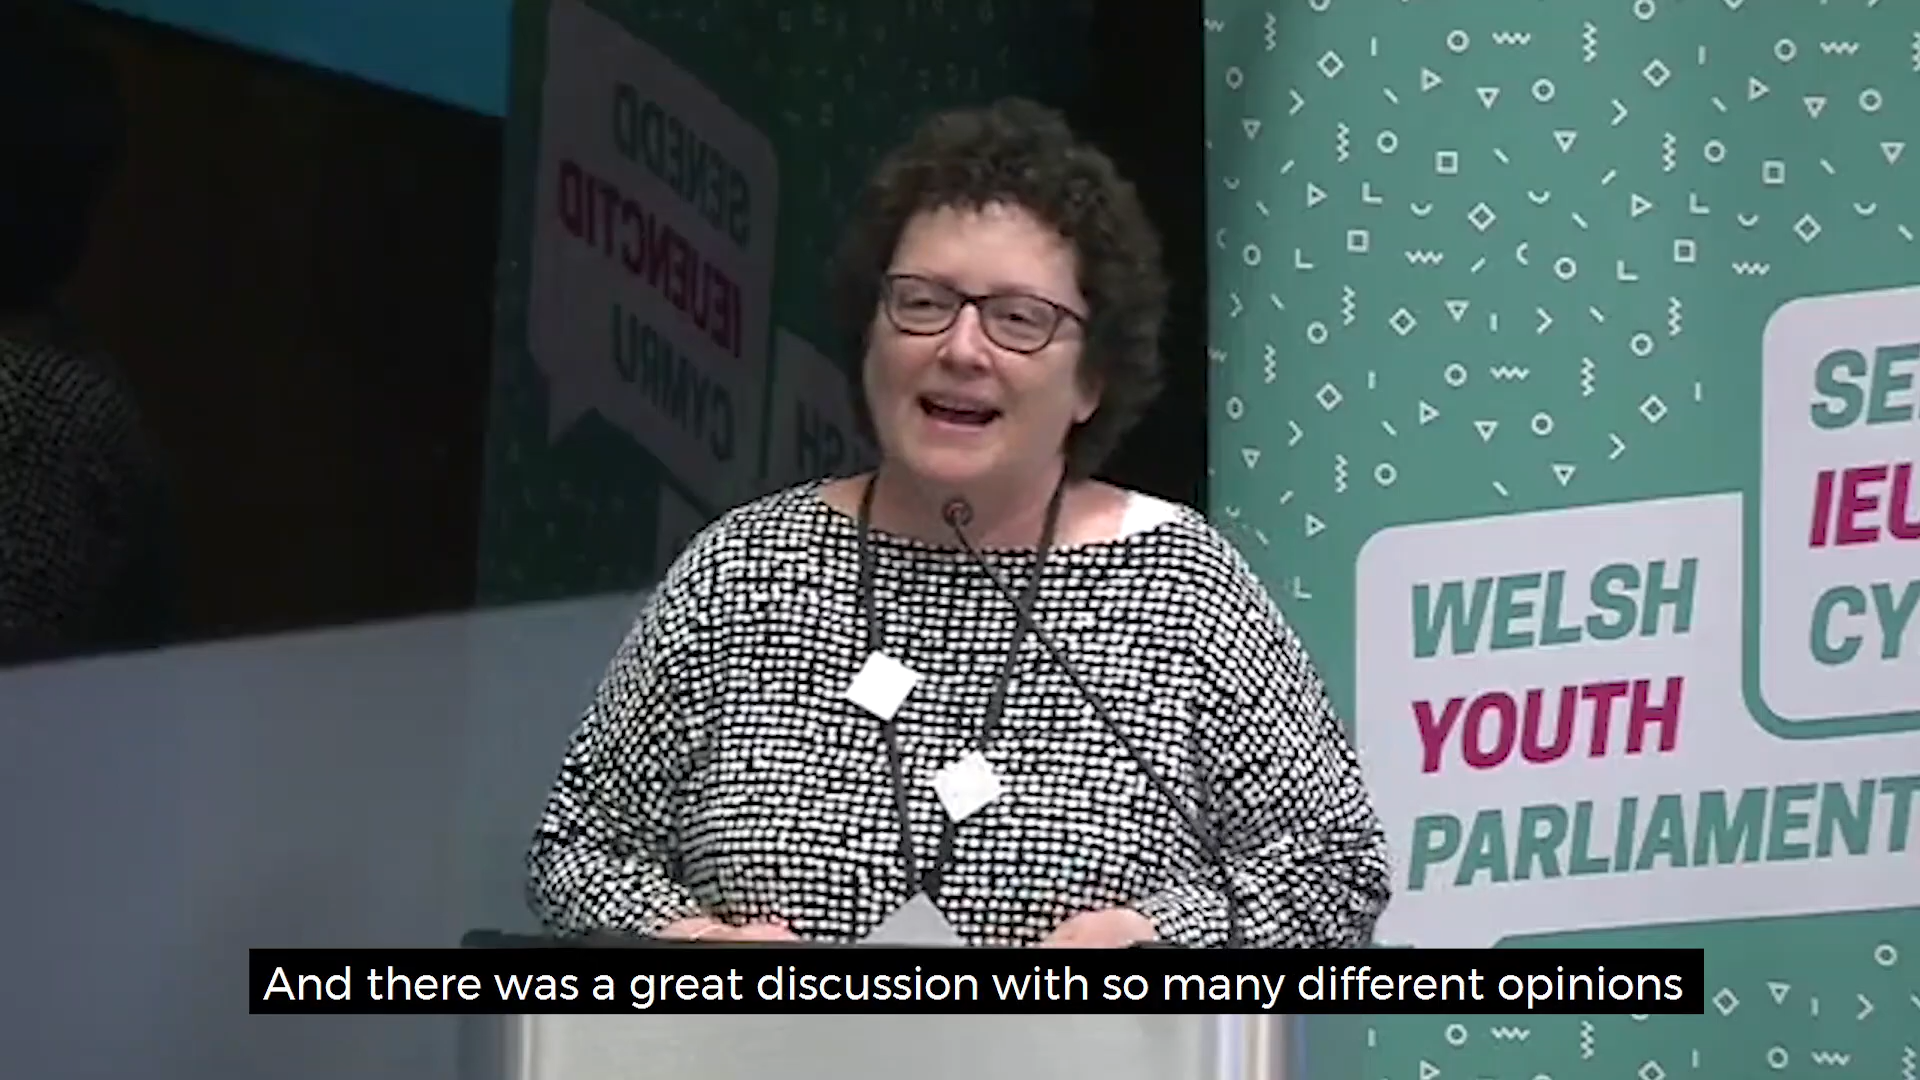 SENEDD
IEUENCTID
CYMRU
SH
SE
IEU
CY
WELSH
YOUTH
PARLIAMENT
And there was a great discussion with so many different opinions